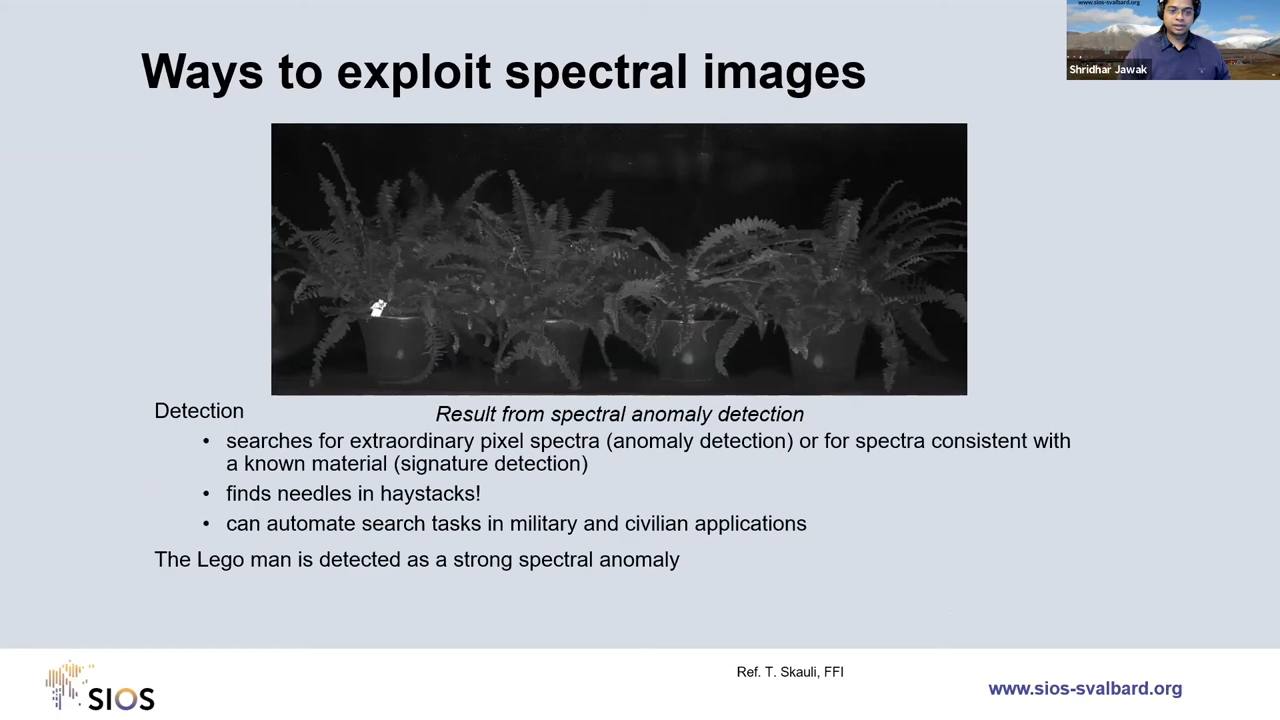 www.sios-svalbard.org
Shridhar Jawak
Ways to exploit spectral images
Result from spectral anomaly detection
Detection
• searches for extraordinary pixel spectra (anomaly detection) or for spectra consistent with
a known material (signature detection)
• finds needles in haystacks!
• can automate search tasks in military and civilian applications
The Lego man is detected as a strong spectral anomaly
Ref. T. Skauli, FFI
SIOS
www.sios-svalbard.org